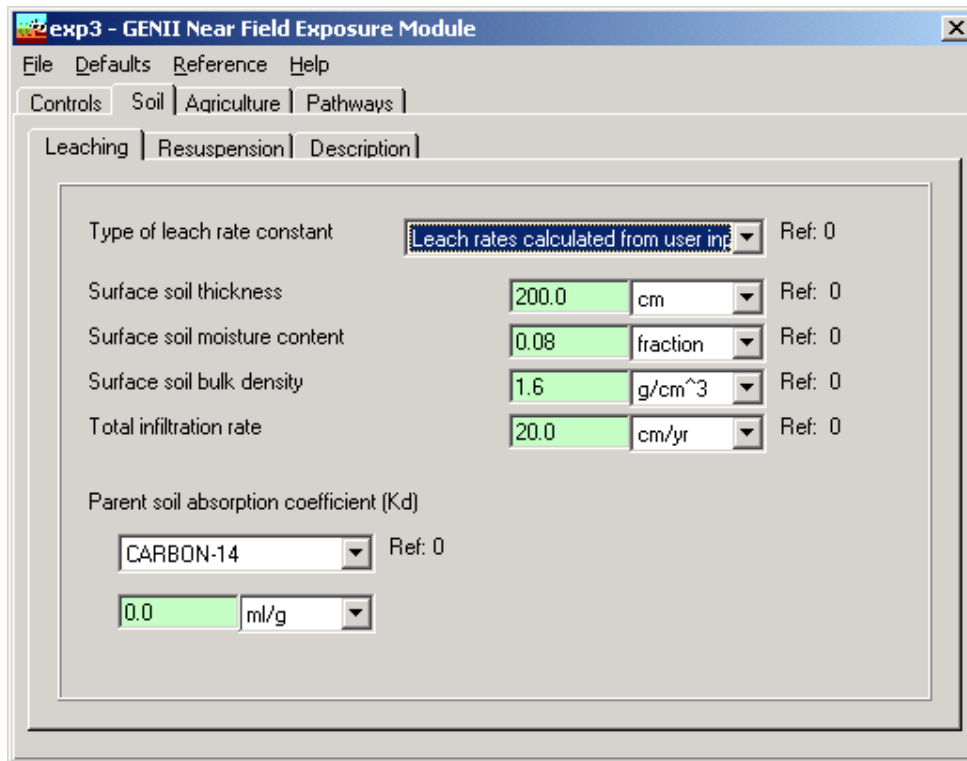 exp3 - GENII Near Field Exposure Module
File Defaults Reference Help
Controls Soil Agriculture Pathways
Leaching Resuspension Description
Type of leach rate constant Leach rates calculated from user inp Ref: 0
Surface soil thickness 200.0 cm Ref: 0
Surface soil moisture content 0.08 fraction Ref: 0
Surface soil bulk density 1.6 g/cm^3 Ref: 0
Total infiltration rate 20.0 cm/yr Ref: 0
Parent soil absorption coefficient (Kd)
CARBON-14 Ref: 0
0.0 ml/g